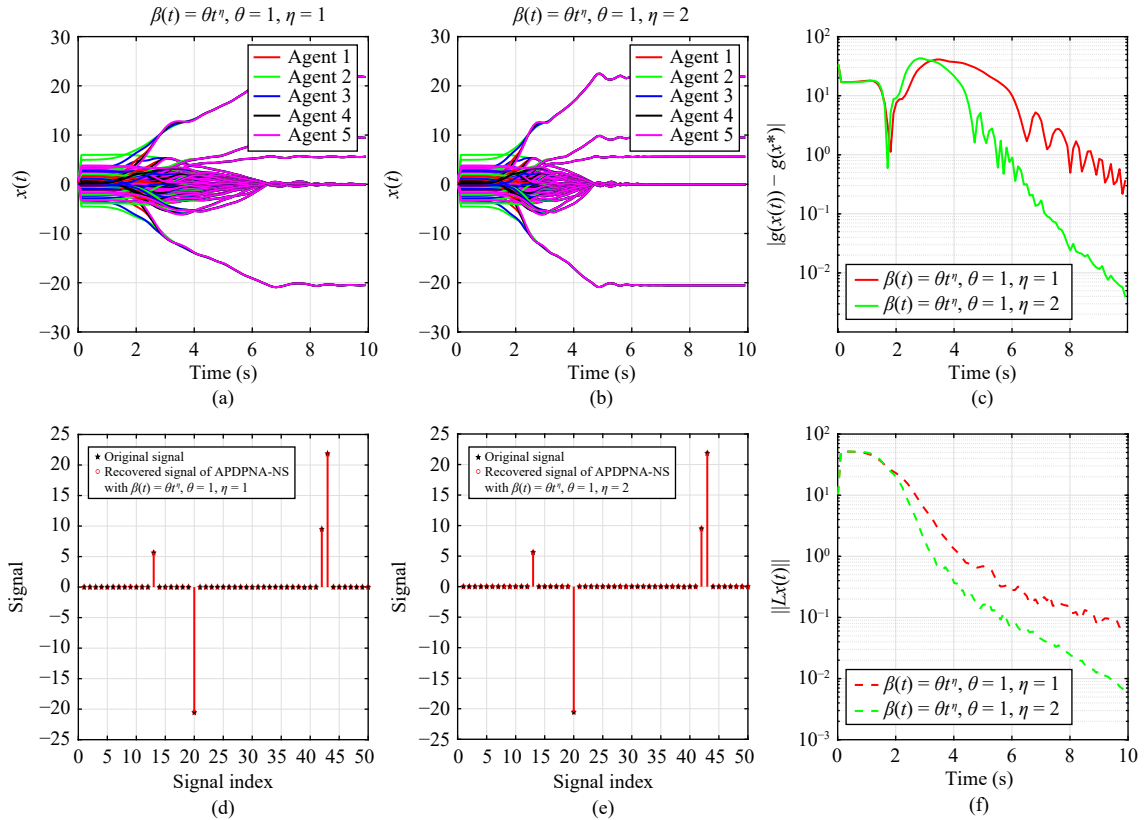 β(t) = θt^η, θ = 1, η = 1
30
20
10
0
−10
−20
−30
x(t)
Agent 1
Agent 2
Agent 3
Agent 4
Agent 5
0 2 4 6 8 10
Time (s)
(a)
β(t) = θt^η, θ = 1, η = 2
30
20
10
0
−10
−20
−30
x(t)
Agent 1
Agent 2
Agent 3
Agent 4
Agent 5
0 2 4 6 8 10
Time (s)
(b)
10^2
10^1
10^0
10^−1
10^−2
|g(x(t)) − g(x*)|
β(t) = θt^η, θ = 1, η = 1
β(t) = θt^η, θ = 1, η = 2
0 2 4 6 8
Time (s)
(c)
25
20
15
10
5
0
−5
−10
−15
−20
−25
Signal
Original signal
Recovered signal of APDPNA-NS
with β(t) = θt^η, θ = 1, η = 1
0 5 10 15 20 25 30 35 40 45 50
Signal index
(d)
25
20
15
10
5
0
−5
−10
−15
−20
−25
Signal
Original signal
Recovered signal of APDPNA-NS
with β(t) = θt^η, θ = 1, η = 2
0 5 10 15 20 25 30 35 40 45 50
Signal index
(e)
10^2
10^1
10^0
10^−1
10^−2
10^−3
||Lx(t)||
β(t) = θt^η, θ = 1, η = 1
β(t) = θt^η, θ = 1, η = 2
0 2 4 6 8 10
Time (s)
(f)